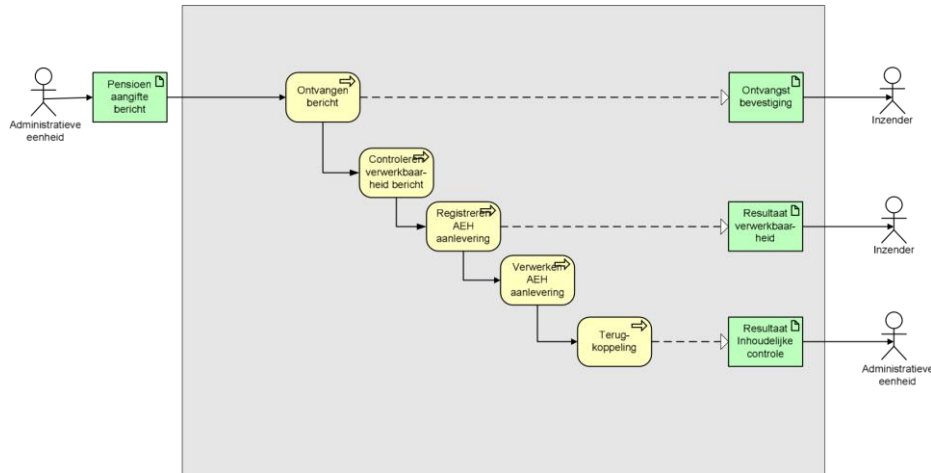 Pensioen
aangifte
bericht
Administratieve
eenheid
Ontvangen
bericht
Ontvangst
bevestiging
Inzender
Controleren
verwerkbaar-
heid bericht
Registreren
AEH
aanlevering
Resultaat
verwerkbaar-
heid
Inzender
Verwerken
AEH
aanlevering
Terug-
koppeling
Resultaat
Inhoudelijke
controle
Administratieve
eenheid